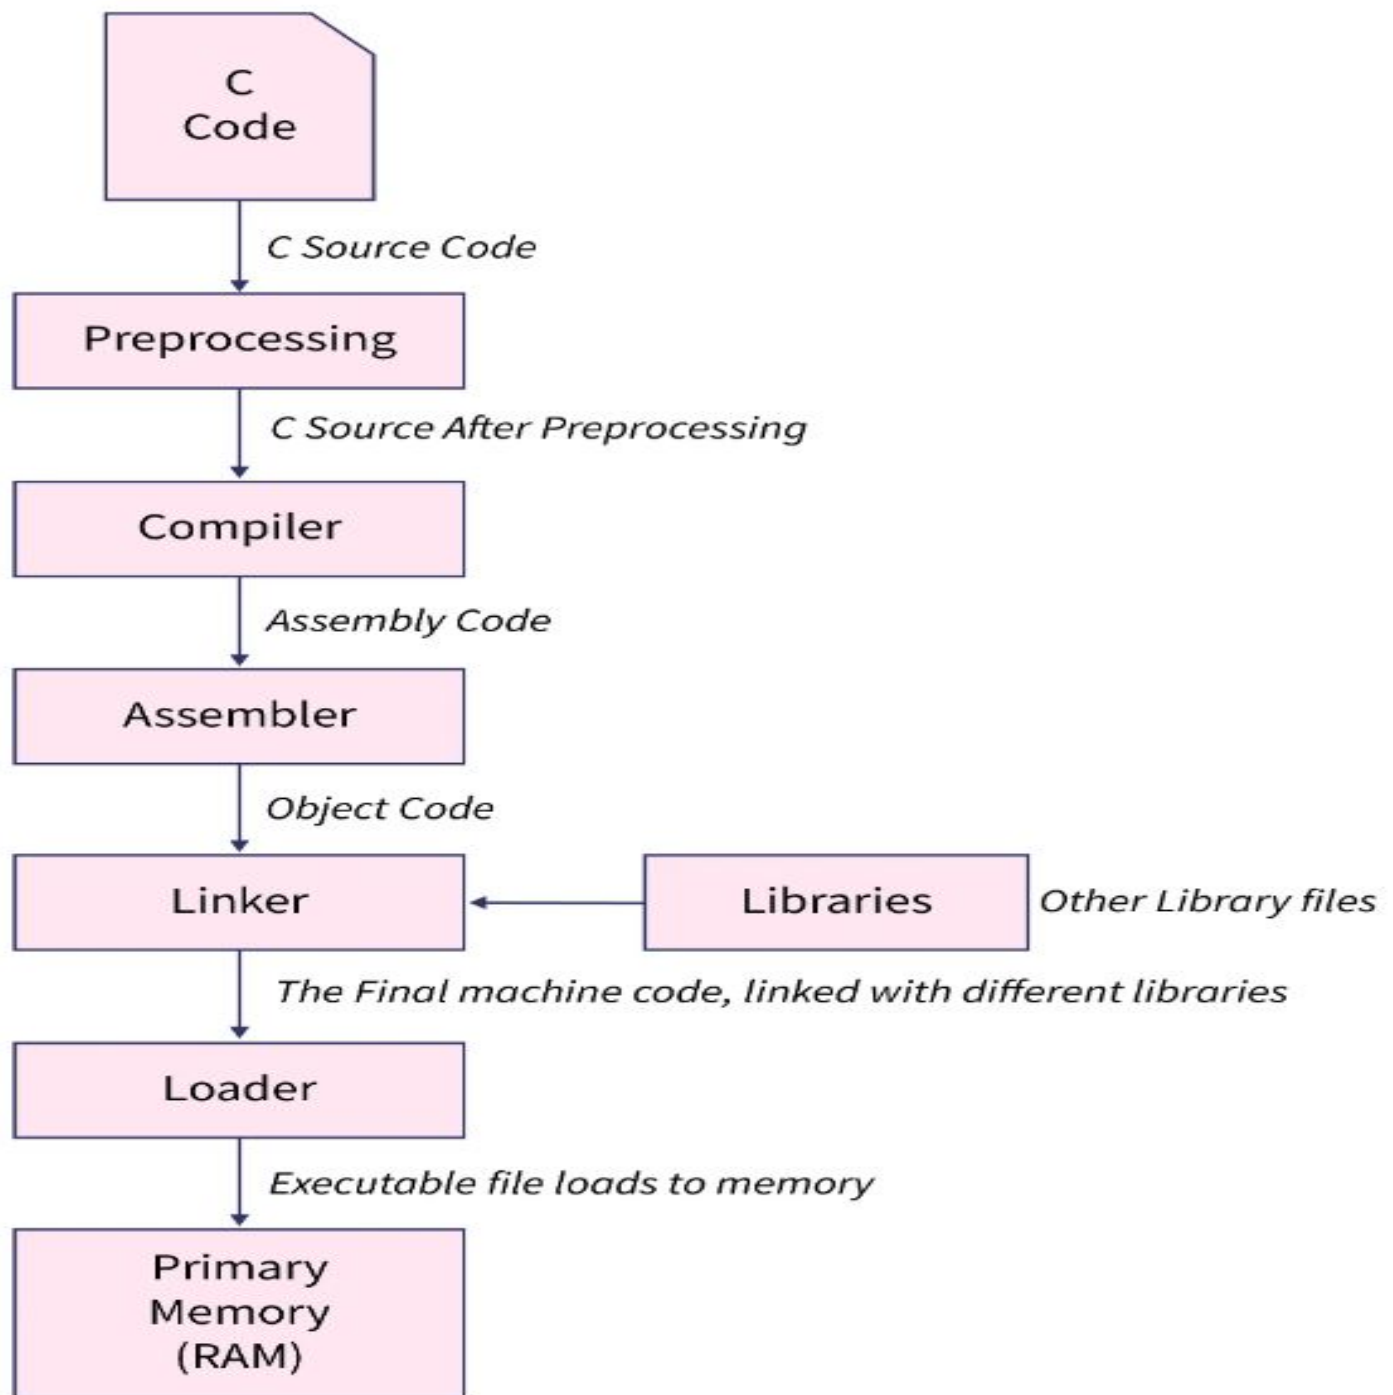 C
Code
C Source Code
Preprocessing
C Source After Preprocessing
Compiler
Assembly Code
Assembler
Object Code
Linker
Libraries
Other Library files
The Final machine code, linked with different libraries
Loader
Executable file loads to memory
Primary
Memory
(RAM)